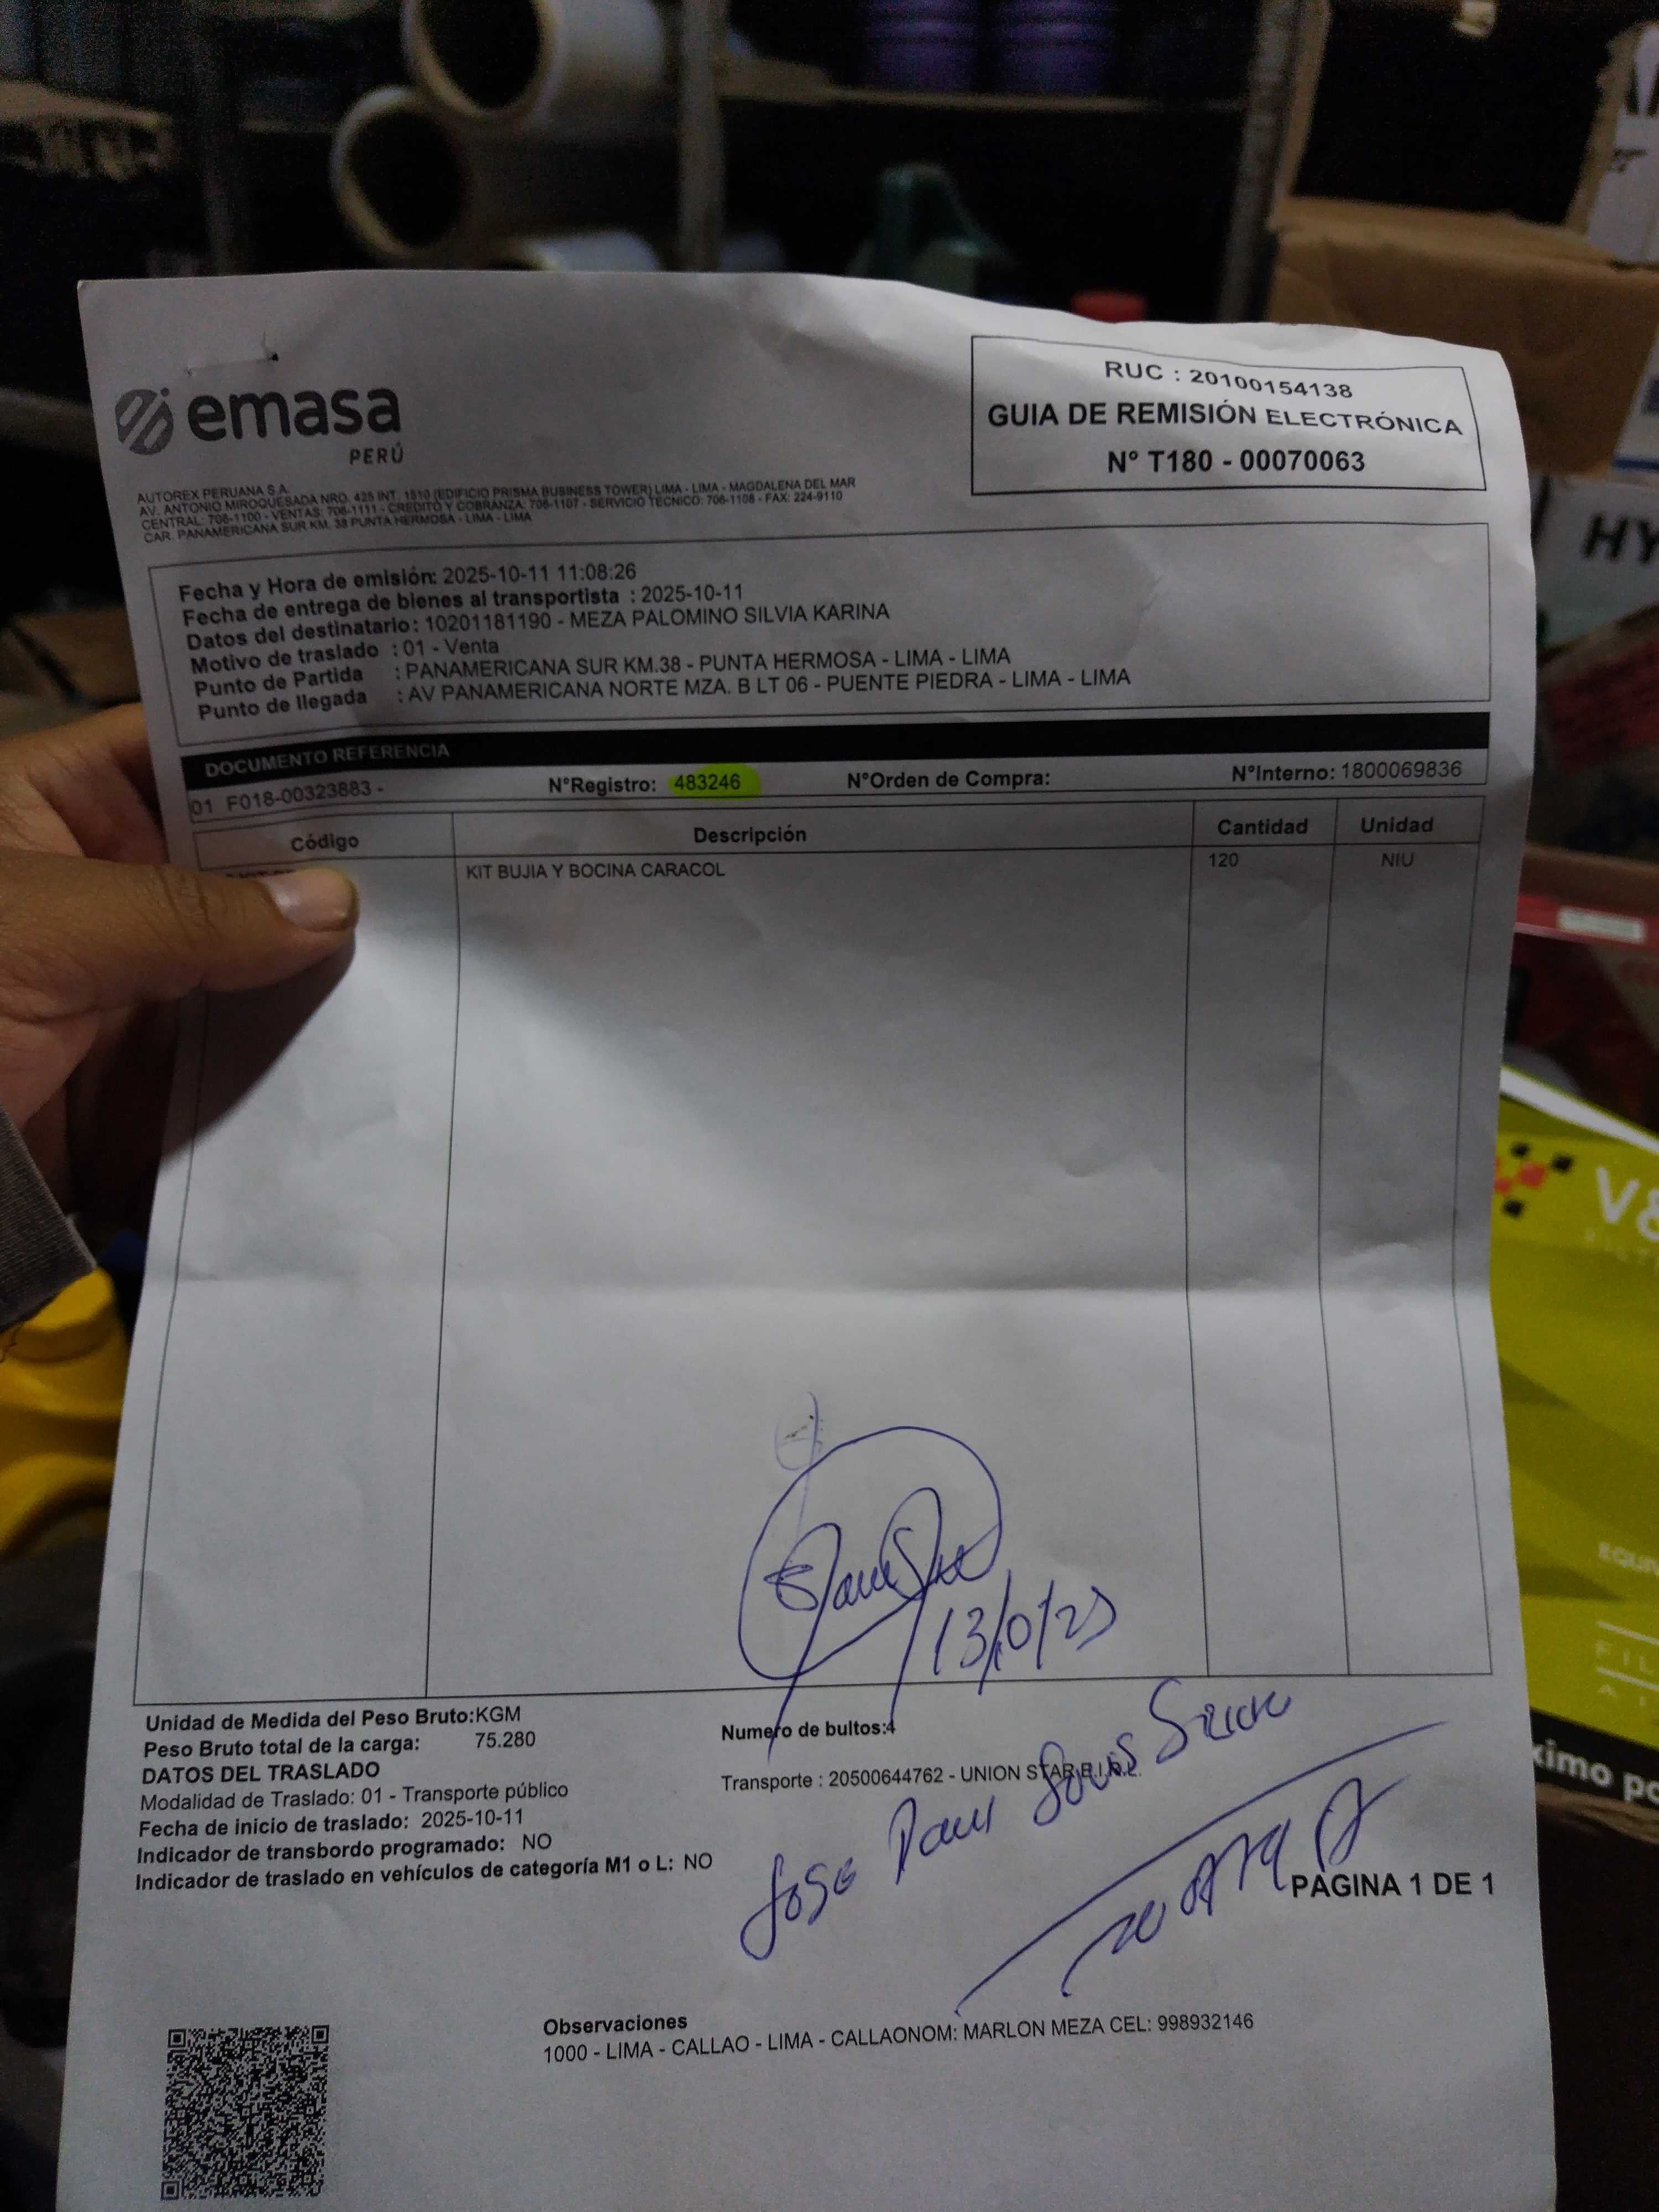 emasa
PERÚ
RUC : 20100154138
GUIA DE REMISIÓN ELECTRÓNICA
Nº T180 - 00070063
AUTOREX PERUANA S.A.
AV. ANTONIO MIROQUESADA NRO. 425 INT. 1510 (EDIFICIO PRISMA BUSINESS TOWER) LIMA - LIMA - MAGDALENA DEL MAR
CENTRAL: 706-1100 - VENTAS: 706-1111 - CREDITO Y COBRANZA: 706-1107 - SERVICIO TECNICO: 706-1108 - FAX: 224-9110
CAR. PANAMERICANA SUR KM. 38 PUNTA HERMOSA - LIMA - LIMA
Fecha y Hora de emisión: 2025-10-11 11:08:26
Fecha de entrega de bienes al transportista : 2025-10-11
Datos del destinatario: 10201181190 - MEZA PALOMINO SILVIA KARINA
Motivo de traslado : 01 - Venta
Punto de Partida : PANAMERICANA SUR KM.38 - PUNTA HERMOSA - LIMA - LIMA
Punto de llegada : AV PANAMERICANA NORTE MZA. B LT 06 - PUENTE PIEDRA - LIMA - LIMA
DOCUMENTO REFERENCIA
01 F018-00323883 - NºRegistro: 483246 NºOrden de Compra: NºInterno: 1800069836
Código Descripción Cantidad Unidad
KIT BUJIA Y BOCINA CARACOL 120 NIU
Unidad de Medida del Peso Bruto:KGM
Peso Bruto total de la carga: 75.280
Numero de bultos:4
DATOS DEL TRASLADO
Transporte : 20500644762 - UNION STAR E.I.R.L.
Modalidad de Traslado: 01 - Transporte público
Fecha de inicio de traslado: 2025-10-11
Indicador de transbordo programado: NO
Indicador de traslado en vehículos de categoría M1 o L: NO
Jose
PAGINA 1 DE 1
Observaciones
1000 - LIMA - CALLAO - LIMA - CALLAONOM: MARLON MEZA CEL: 998932146
HY
V&